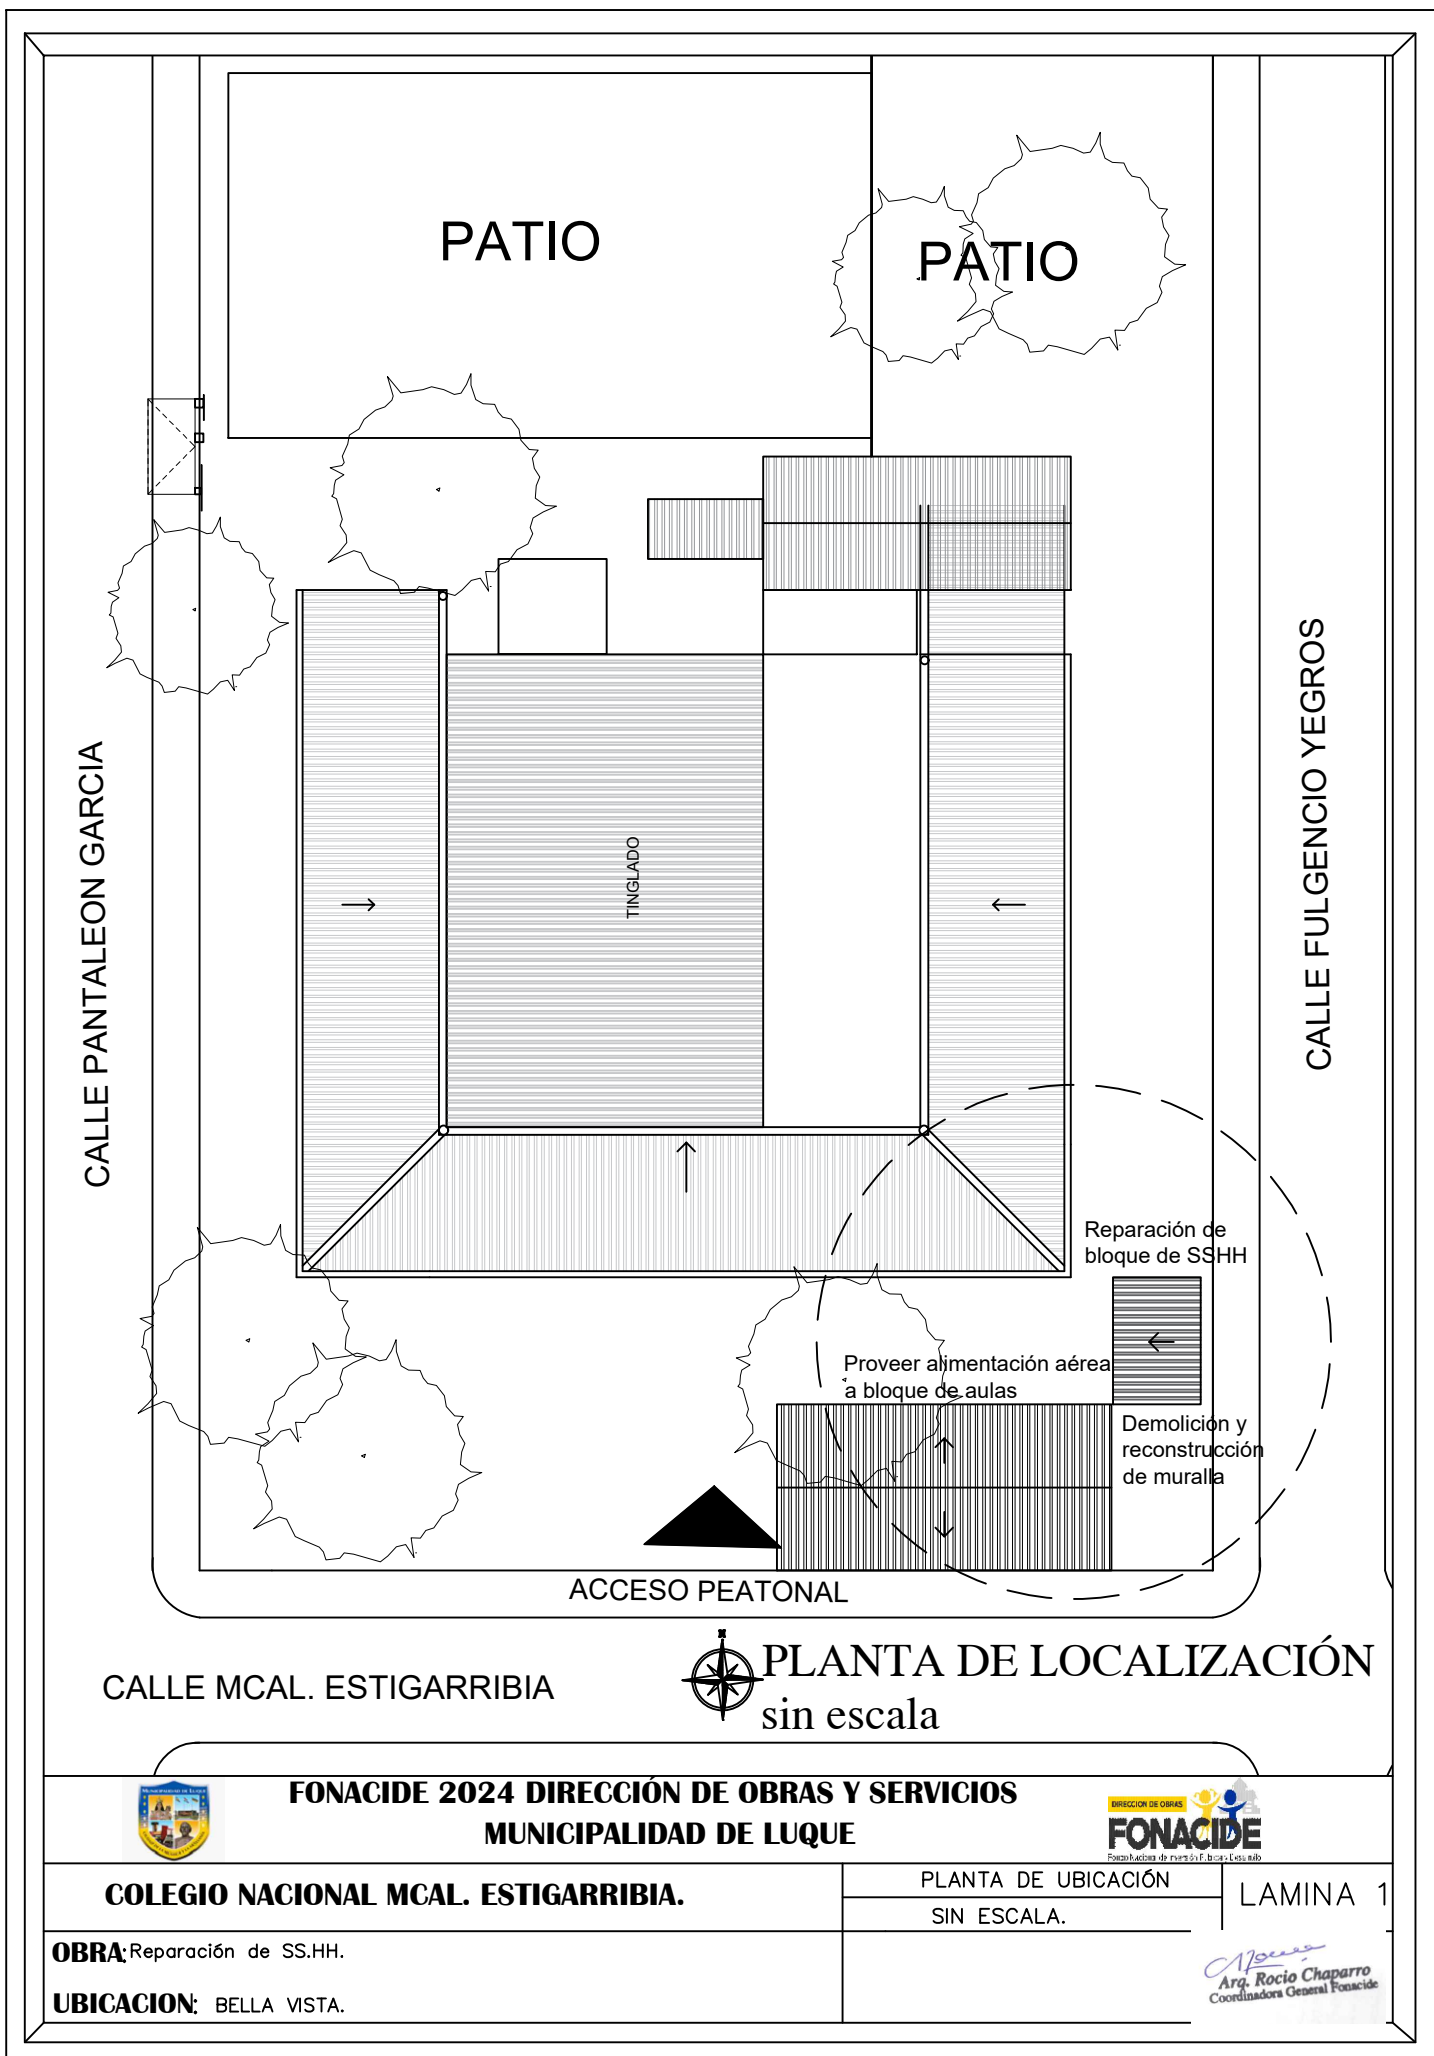 PATIO
PATIO
CALLE PANTALEON GARCIA
CALLE FULGENCIO YEGROS
TINGLADO
Reparación de
bloque de SSHH
Proveer alimentación aérea
a bloque de aulas
Demolición y
reconstrucción
de muralla
ACCESO PEATONAL
CALLE MCAL. ESTIGARRIBIA
N
PLANTA DE LOCALIZACIÓN
sin escala
MUNICIPALIDAD DE LUQUE
FONACIDE 2024 DIRECCIÓN DE OBRAS Y SERVICIOS
MUNICIPALIDAD DE LUQUE
DIRECCION DE OBRAS
FONACIDE
COLEGIO NACIONAL MCAL. ESTIGARRIBIA.
PLANTA DE UBICACIÓN
SIN ESCALA.
LAMINA 1
OBRA: Reparación de SS.HH.
UBICACION: BELLA VISTA.
Arq. Rocio Chaparro
Coordinadora General Fonacide